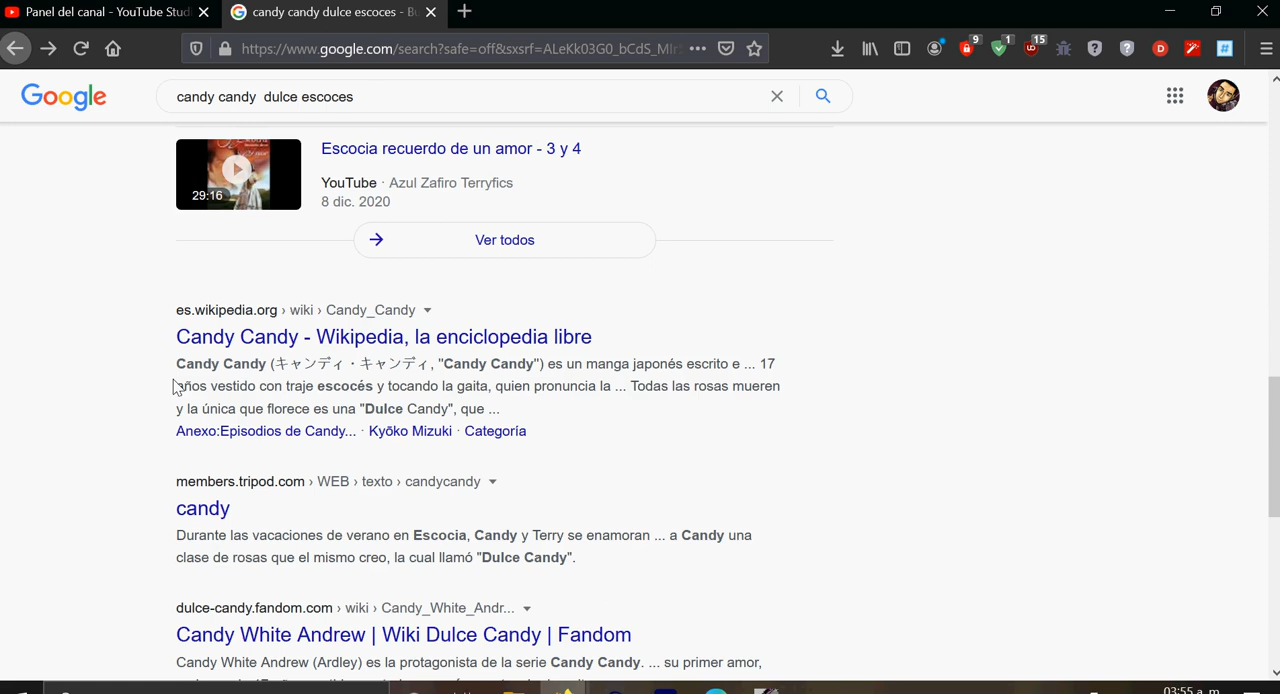 Panel del canal - YouTube Stud
candy candy dulce escoces - B
https://www.google.com/search?safe=off&sxsrf=ALeKk03G0_bCdS_MIr
9
1
15
Google
candy candy dulce escoces
29:16
Escocia recuerdo de un amor - 3 y 4
YouTube · Azul Zafiro Terryfics
8 dic. 2020
Ver todos
es.wikipedia.org › wiki › Candy_Candy
Candy Candy - Wikipedia, la enciclopedia libre
Candy Candy (キャンディ・キャンディ, "Candy Candy") es un manga japonés escrito e ... 17
años vestido con traje escocés y tocando la gaita, quien pronuncia la ... Todas las rosas mueren
y la única que florece es una "Dulce Candy", que ...
Anexo:Episodios de Candy... · Kyōko Mizuki · Categoría
members.tripod.com › WEB › texto › candycandy
candy
Durante las vacaciones de verano en Escocia, Candy y Terry se enamoran ... a Candy una
clase de rosas que el mismo creo, la cual llamó "Dulce Candy".
dulce-candy.fandom.com › wiki › Candy_White_Andr...
Candy White Andrew | Wiki Dulce Candy | Fandom
Candy White Andrew (Ardley) es la protagonista de la serie Candy Candy. ... su primer amor,
03:55 a. m.